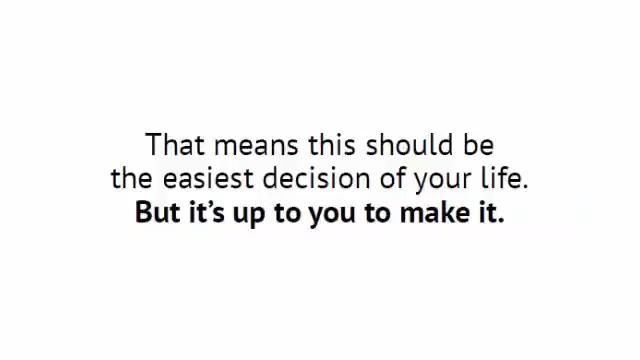 That means this should be
the easiest decision of your life.
But it’s up to you to make it.